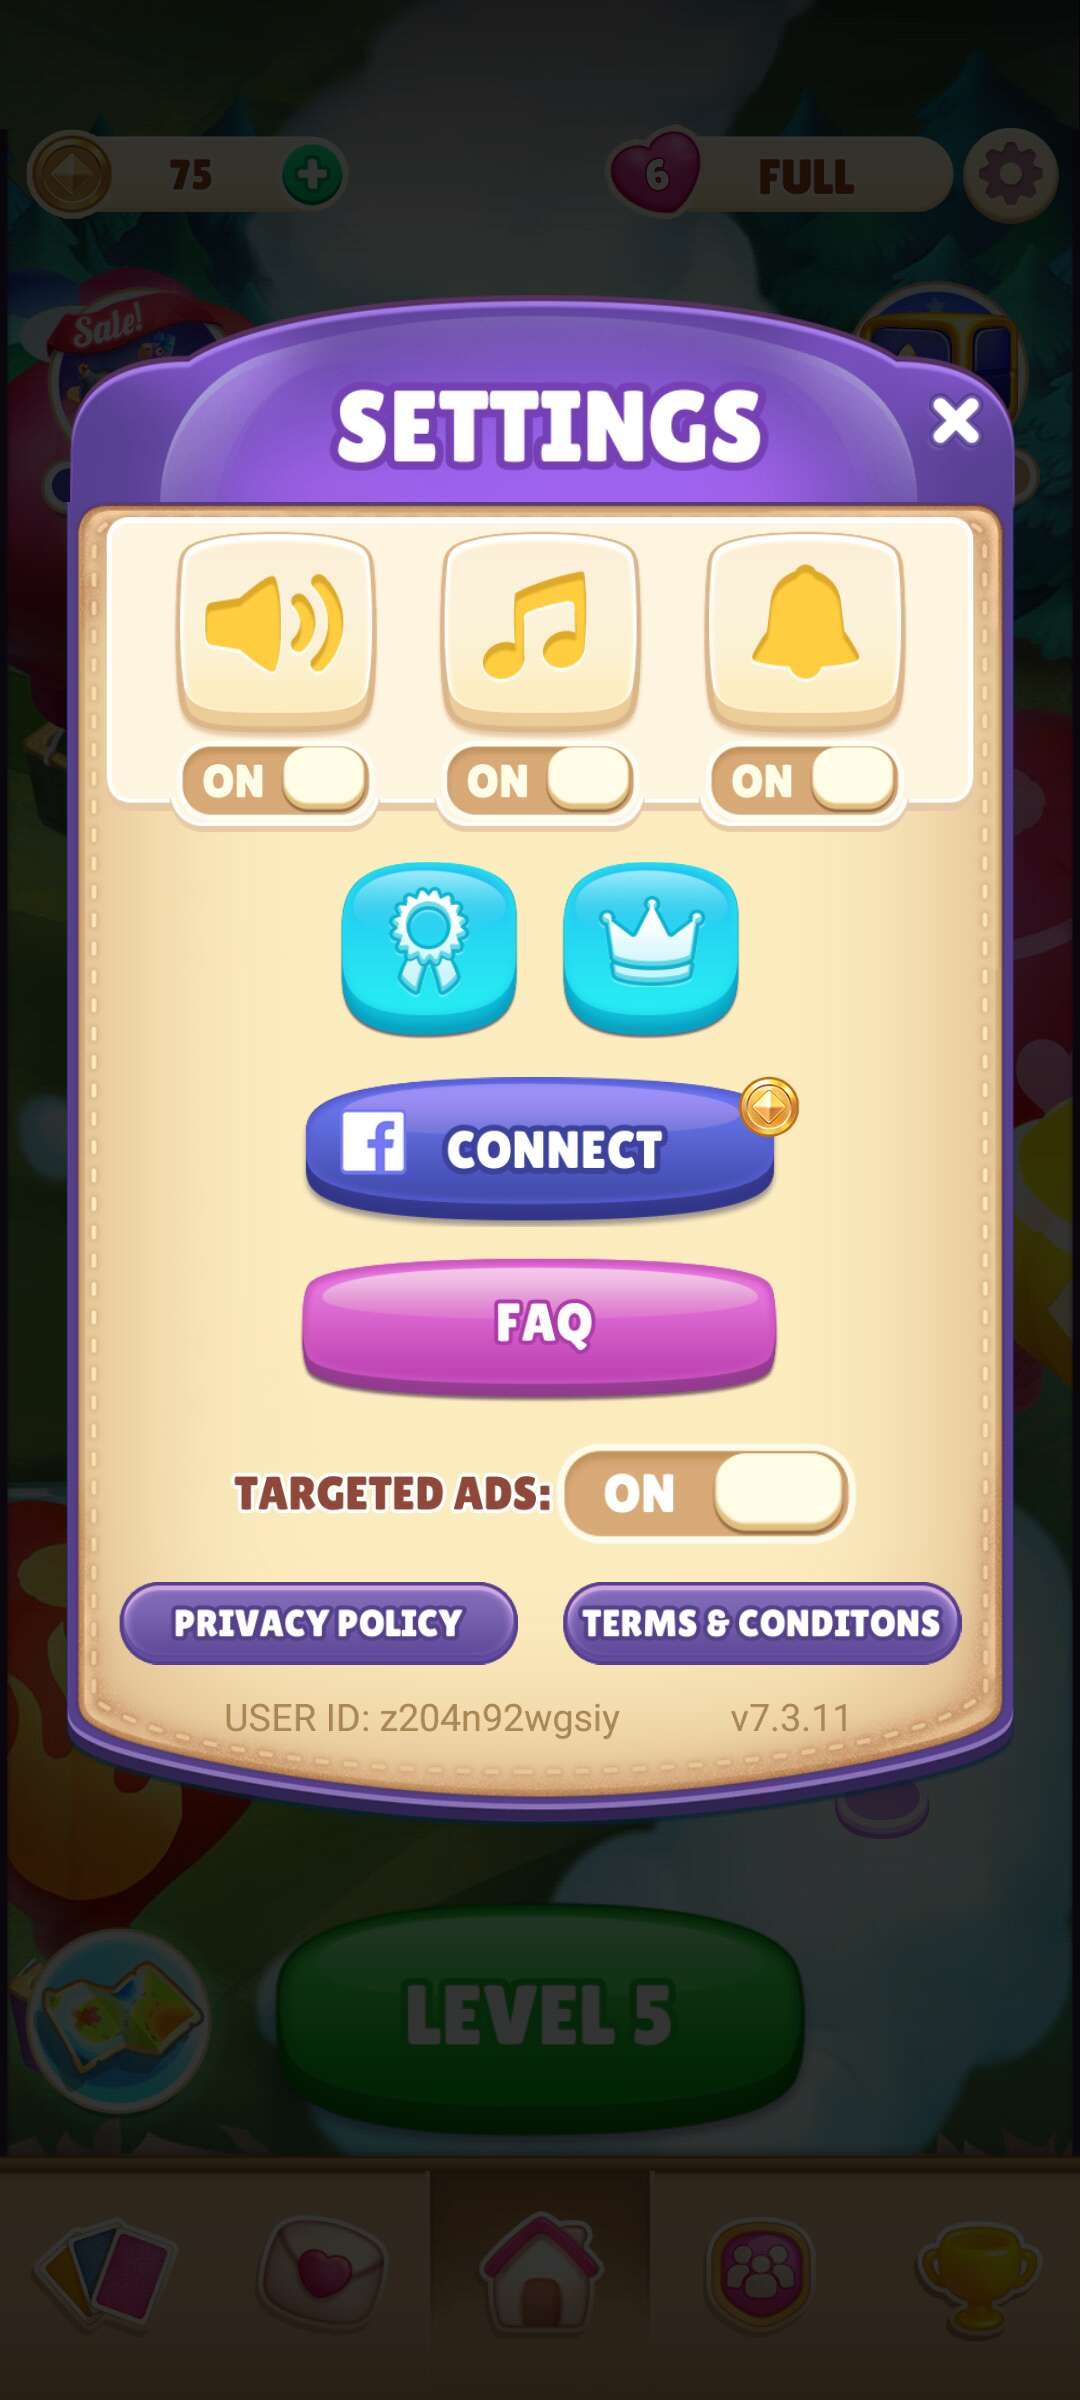 75
6
FULL
Sale!
SETTINGS
ON
ON
ON
CONNECT
FAQ
TARGETED ADS:
ON
PRIVACY POLICY
TERMS & CONDITONS
USER ID: z204n92wgsiy
v7.3.11
LEVEL 5